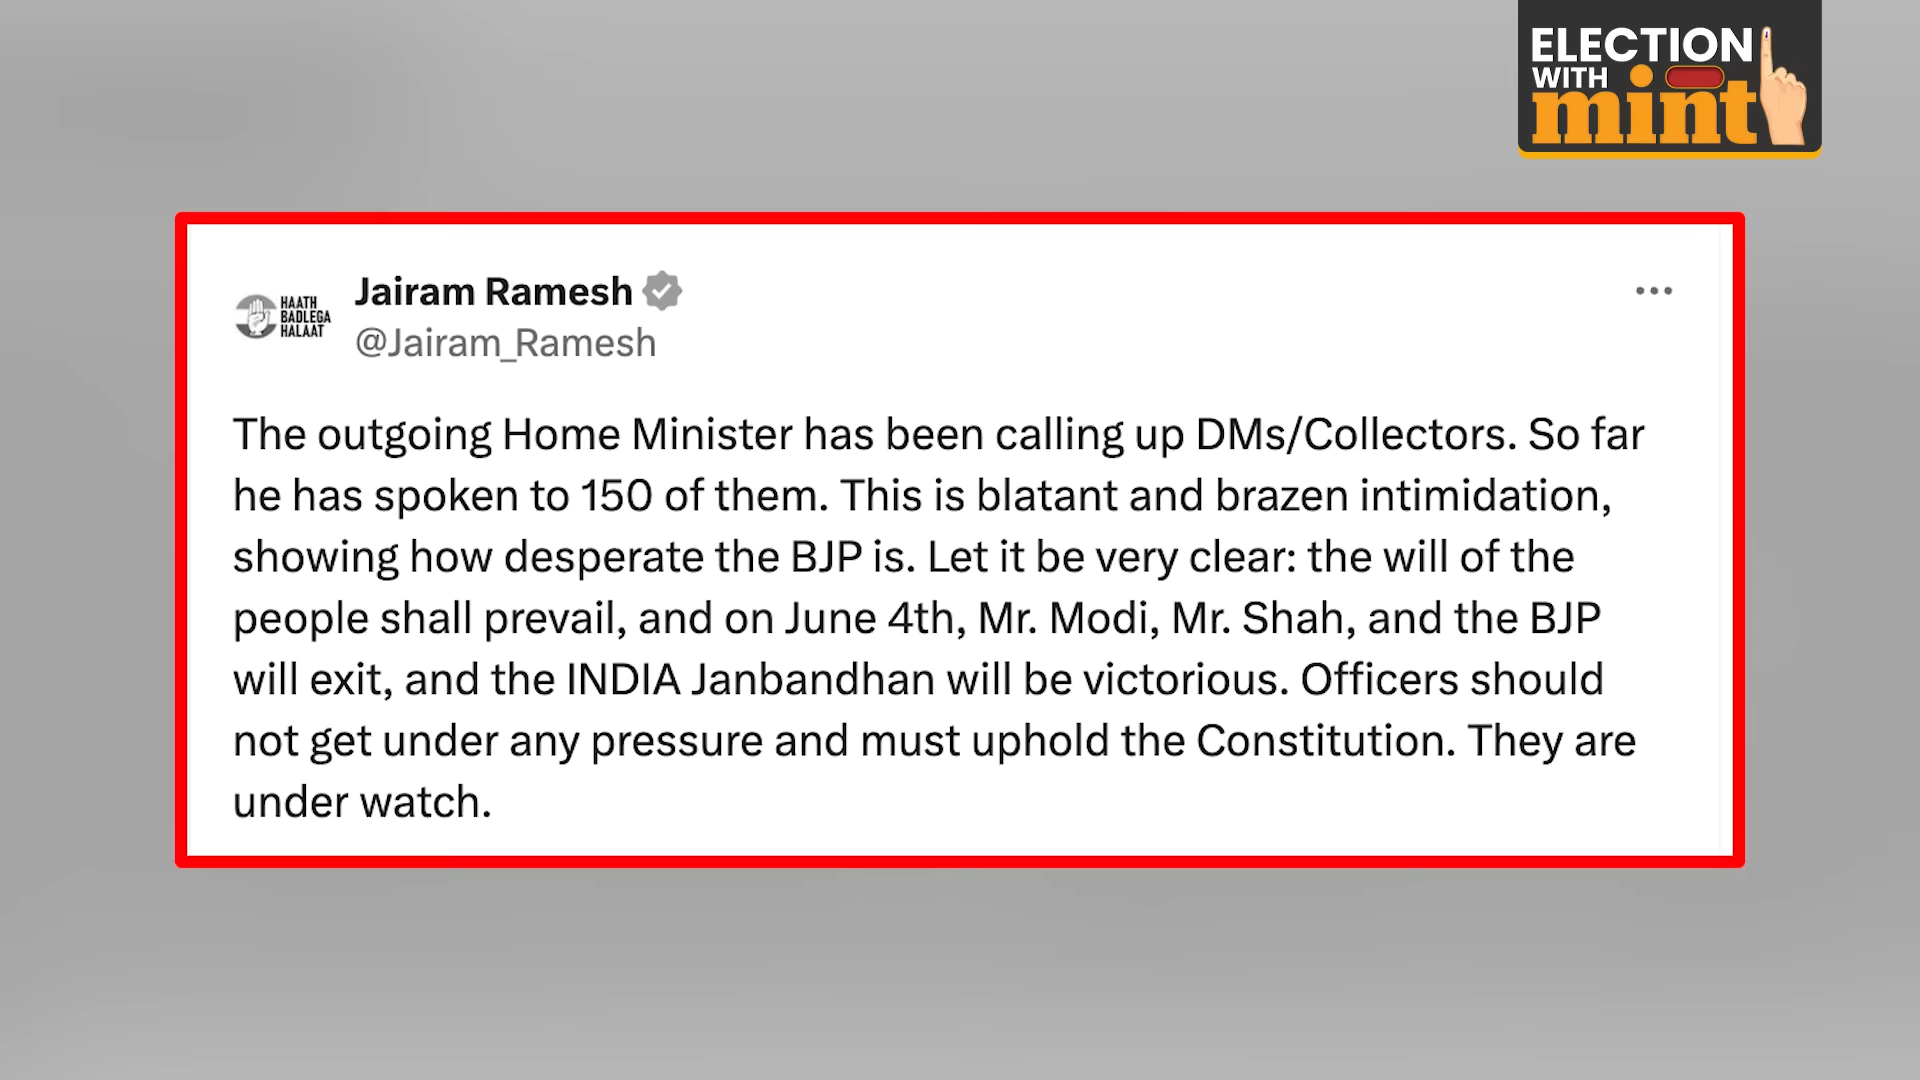 ELECTION
WITH
mint
Jairam Ramesh
HAATH
BADLEGA
HALAAT
@Jairam_Ramesh
The outgoing Home Minister has been calling up DMs/Collectors. So far
he has spoken to 150 of them. This is blatant and brazen intimidation,
showing how desperate the BJP is. Let it be very clear: the will of the
people shall prevail, and on June 4th, Mr. Modi, Mr. Shah, and the BJP
will exit, and the INDIA Janbandhan will be victorious. Officers should
not get under any pressure and must uphold the Constitution. They are
under watch.